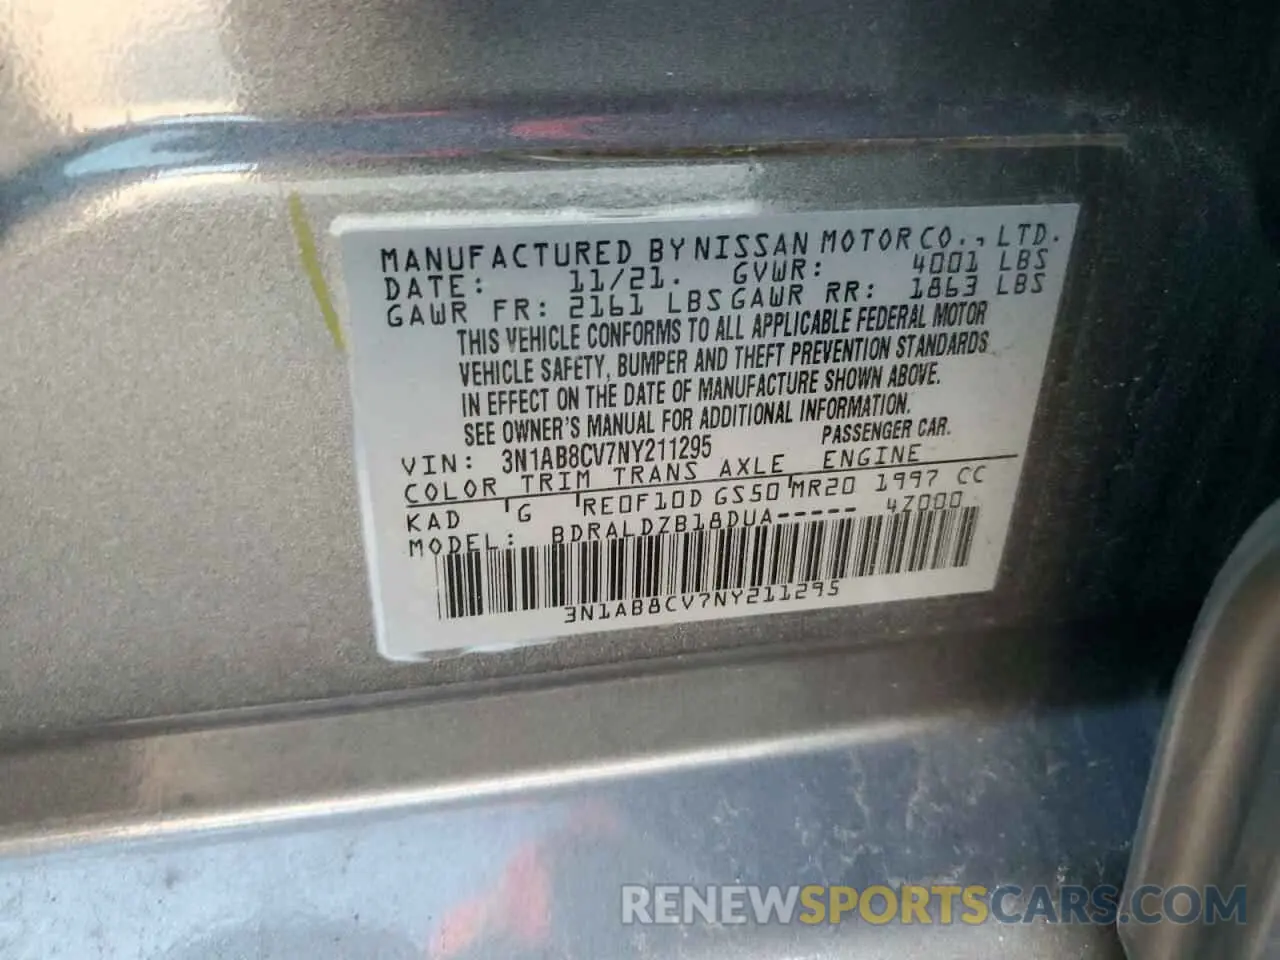 MANUFACTURED BY NISSAN MOTOR CO., LTD.
DATE: 11/21. GVWR: 4001 LBS
GAWR FR: 2161 LBS GAWR RR: 1863 LBS
THIS VEHICLE CONFORMS TO ALL APPLICABLE FEDERAL MOTOR
VEHICLE SAFETY, BUMPER AND THEFT PREVENTION STANDARDS
IN EFFECT ON THE DATE OF MANUFACTURE SHOWN ABOVE.
SEE OWNER'S MANUAL FOR ADDITIONAL INFORMATION.
VIN: 3N1AB8CV7NY211295 PASSENGER CAR.
COLOR TRIM TRANS AXLE ENGINE
KAD G RE0F10D GS50 MR20 1997 CC
MODEL: BDRALDZB18DUA----- 4Z000
3N1AB8CV7NY211295
RENEWSPORTSCARS.COM